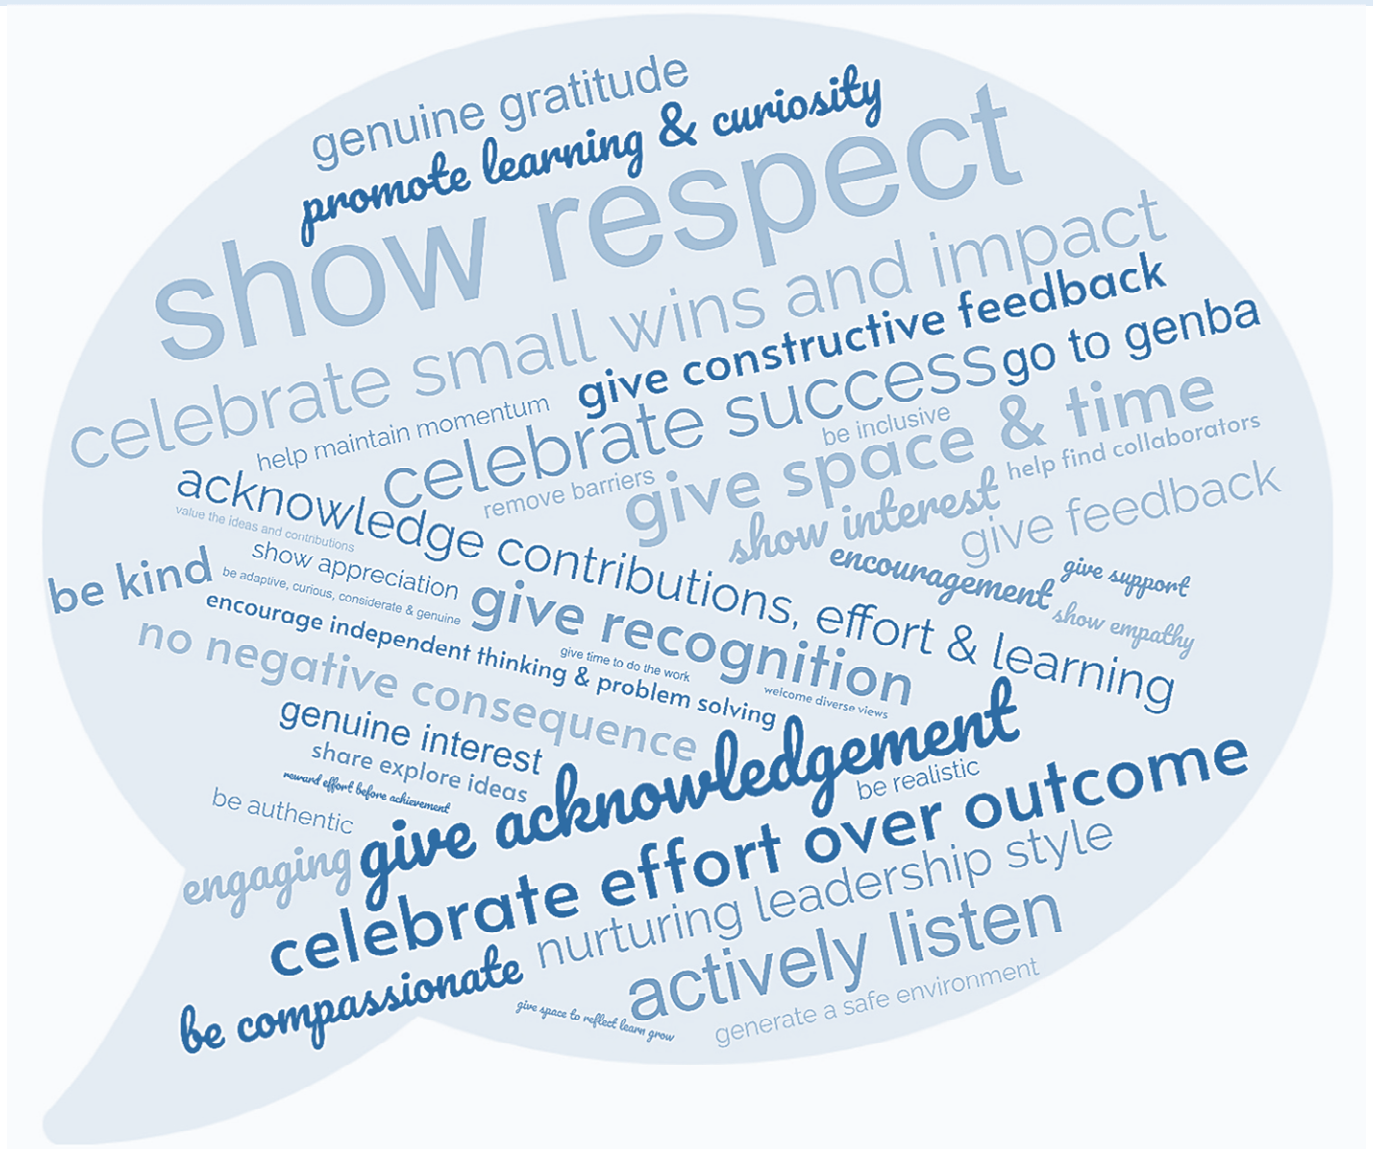 genuine gratitude
promote learning & curiosity
show respect
celebrate small wins and impact
give constructive feedback
go to genba
celebrate success
help maintain momentum
be inclusive
give space & time
help find collaborators
remove barriers
show interest
give feedback
acknowledge contributions, effort & learning
value the ideas and contributions
show appreciation
encouragement
give support
show empathy
be kind
be adaptive, curious, considerate & genuine
give recognition
encourage independent thinking & problem solving
give time to do the work
welcome diverse views
no negative consequence
genuine interest
share explore ideas
reward effort before achievement
be authentic
give acknowledgement
be realistic
engaging
celebrate effort over outcome
nurturing leadership style
be compassionate
actively listen
give space to reflect learn grow
generate a safe environment